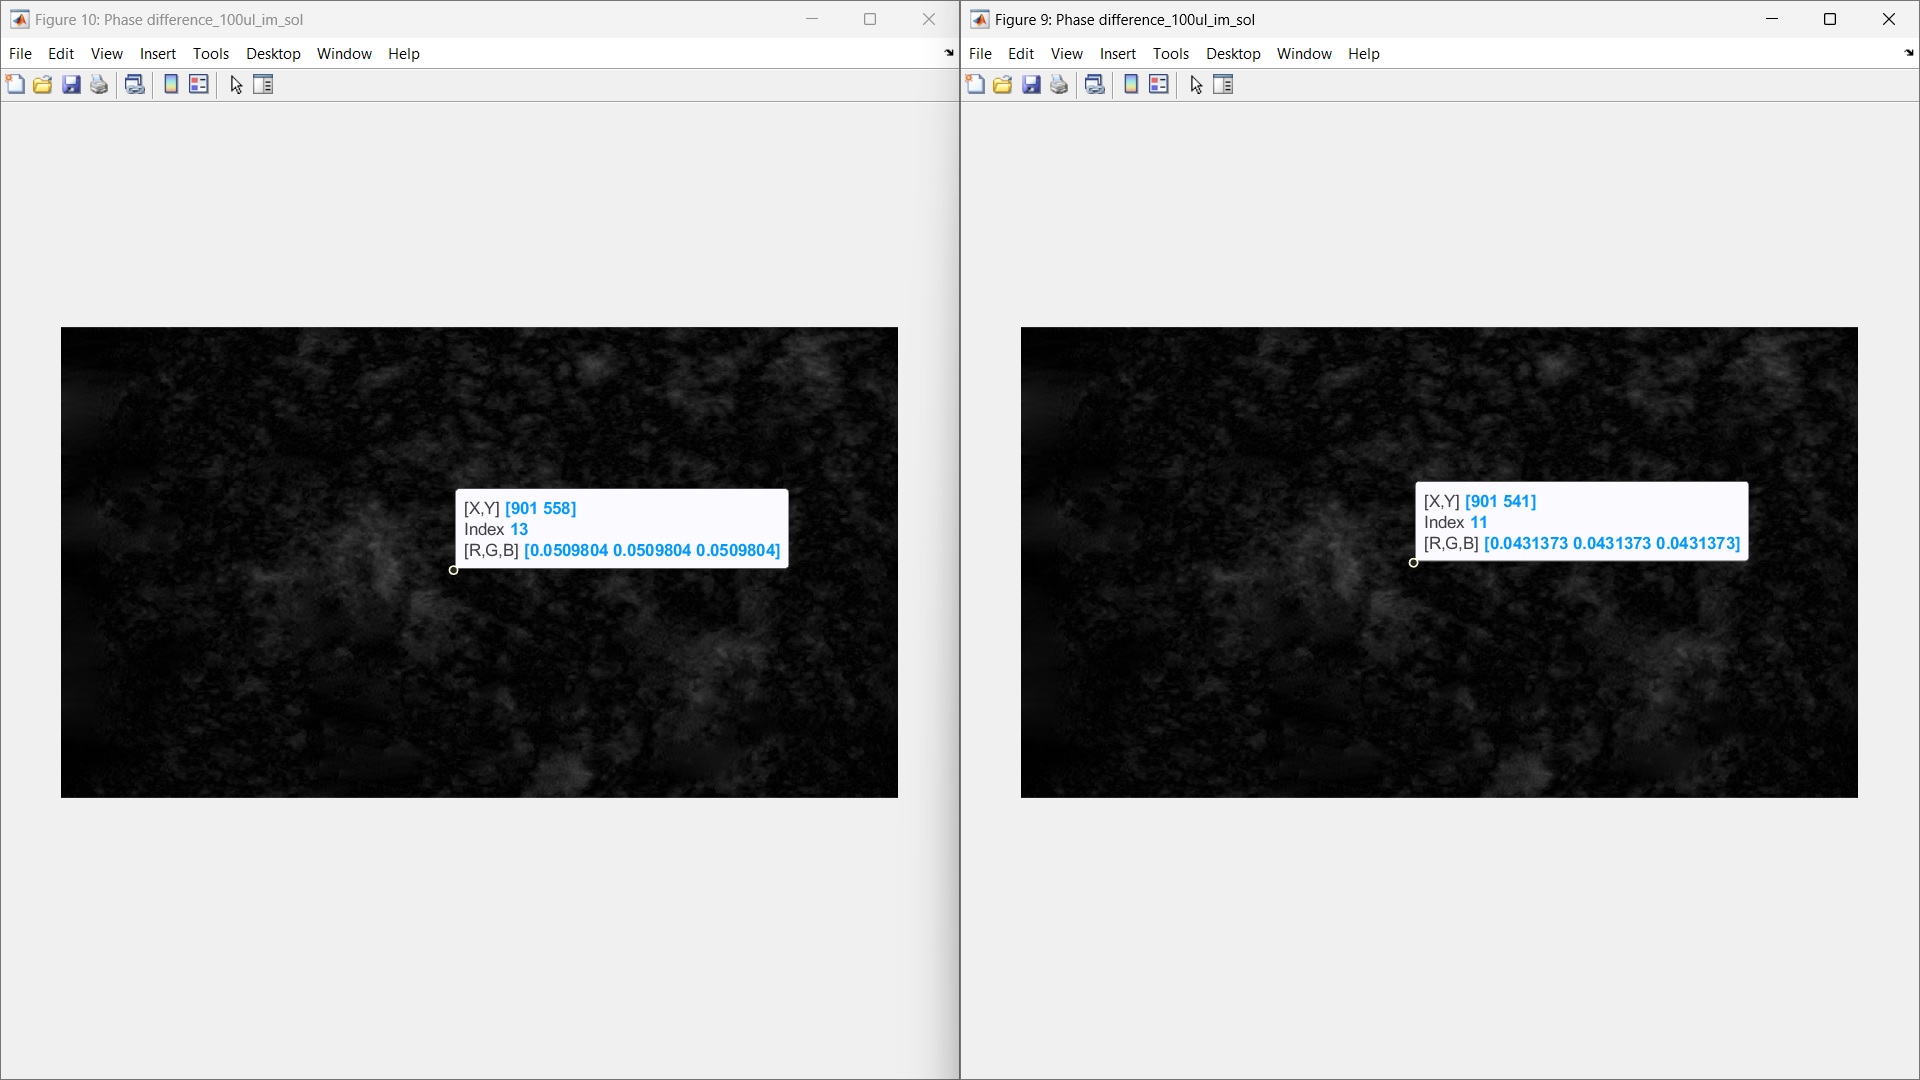 Figure 10: Phase difference_100ul_im_sol
File Edit View Insert Tools Desktop Window Help
[X,Y] [901 558]
Index 13
[R,G,B] [0.0509804 0.0509804 0.0509804]
Figure 9: Phase difference_100ul_im_sol
File Edit View Insert Tools Desktop Window Help
[X,Y] [901 541]
Index 11
[R,G,B] [0.0431373 0.0431373 0.0431373]